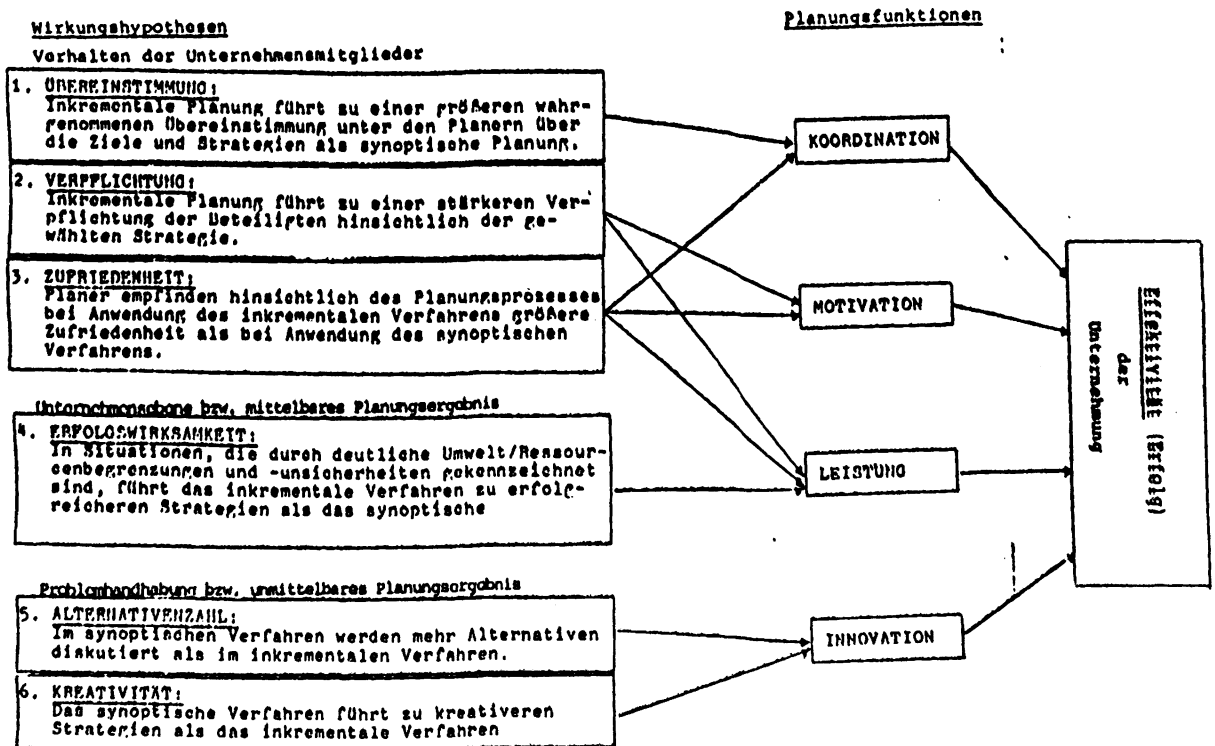 Wirkungshypothesen
Verhalten der Unternehmensmitglieder
1. ÜBEREINSTIMMUNG:
Inkrementale Planung führt zu einer größeren wahr-
genommenen Übereinstimmung unter den Planern über
die Ziele und Strategien als synoptische Planung.
2. VERPFLICHTUNG:
Inkrementale Planung führt zu einer stärkeren Ver-
pflichtung der Beteiligten hinsichtlich der ge-
wählten Strategie.
3. ZUFRIEDENHEIT:
Planer empfinden hinsichtlich des Planungsprozesses
bei Anwendung des inkrementalen Verfahrens größere
Zufriedenheit als bei Anwendung des synoptischen
Verfahrens.
Unternehmensebene bzw. mittelbares Planungsergebnis
4. ERFOLGSWIRKSAMKEIT:
In Situationen, die durch deutliche Umwelt/Ressour-
cenbegrenzungen und -unsicherheiten gekennzeichnet
sind, führt das inkrementale Verfahren zu erfolg-
reicheren Strategien als das synoptische
Problemhandhabung bzw. unmittelbares Planungsergebnis
5. ALTERNATIVENZAHL:
Im synoptischen Verfahren werden mehr Alternativen
diskutiert als im inkrementalen Verfahren.
6. KREATIVITÄT:
Das synoptische Verfahren führt zu kreativeren
Strategien als das inkrementale Verfahren
Planungsfunktionen
KOORDINATION
MOTIVATION
LEISTUNG
INNOVATION
Effektivität (Erfolg)
der
Unternehmung